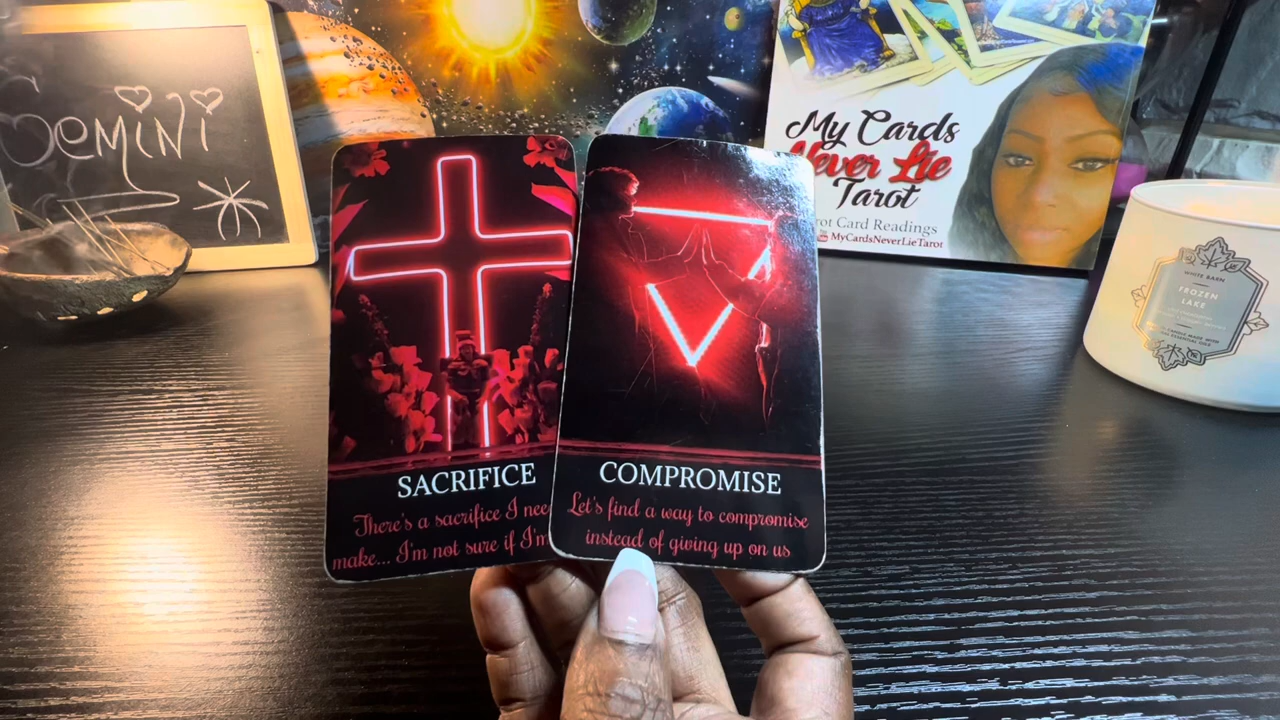 GEMINI
My Cards
Never Lie
Tarot
Tarot Card Readings
MyCardsNeverLieTarot
WHITE BARN
FROZEN
LAKE
SACRIFICE
There's a sacrifice I
make... I'm not sure if I'm
COMPROMISE
Let's find a way to compromise
instead of giving up on us